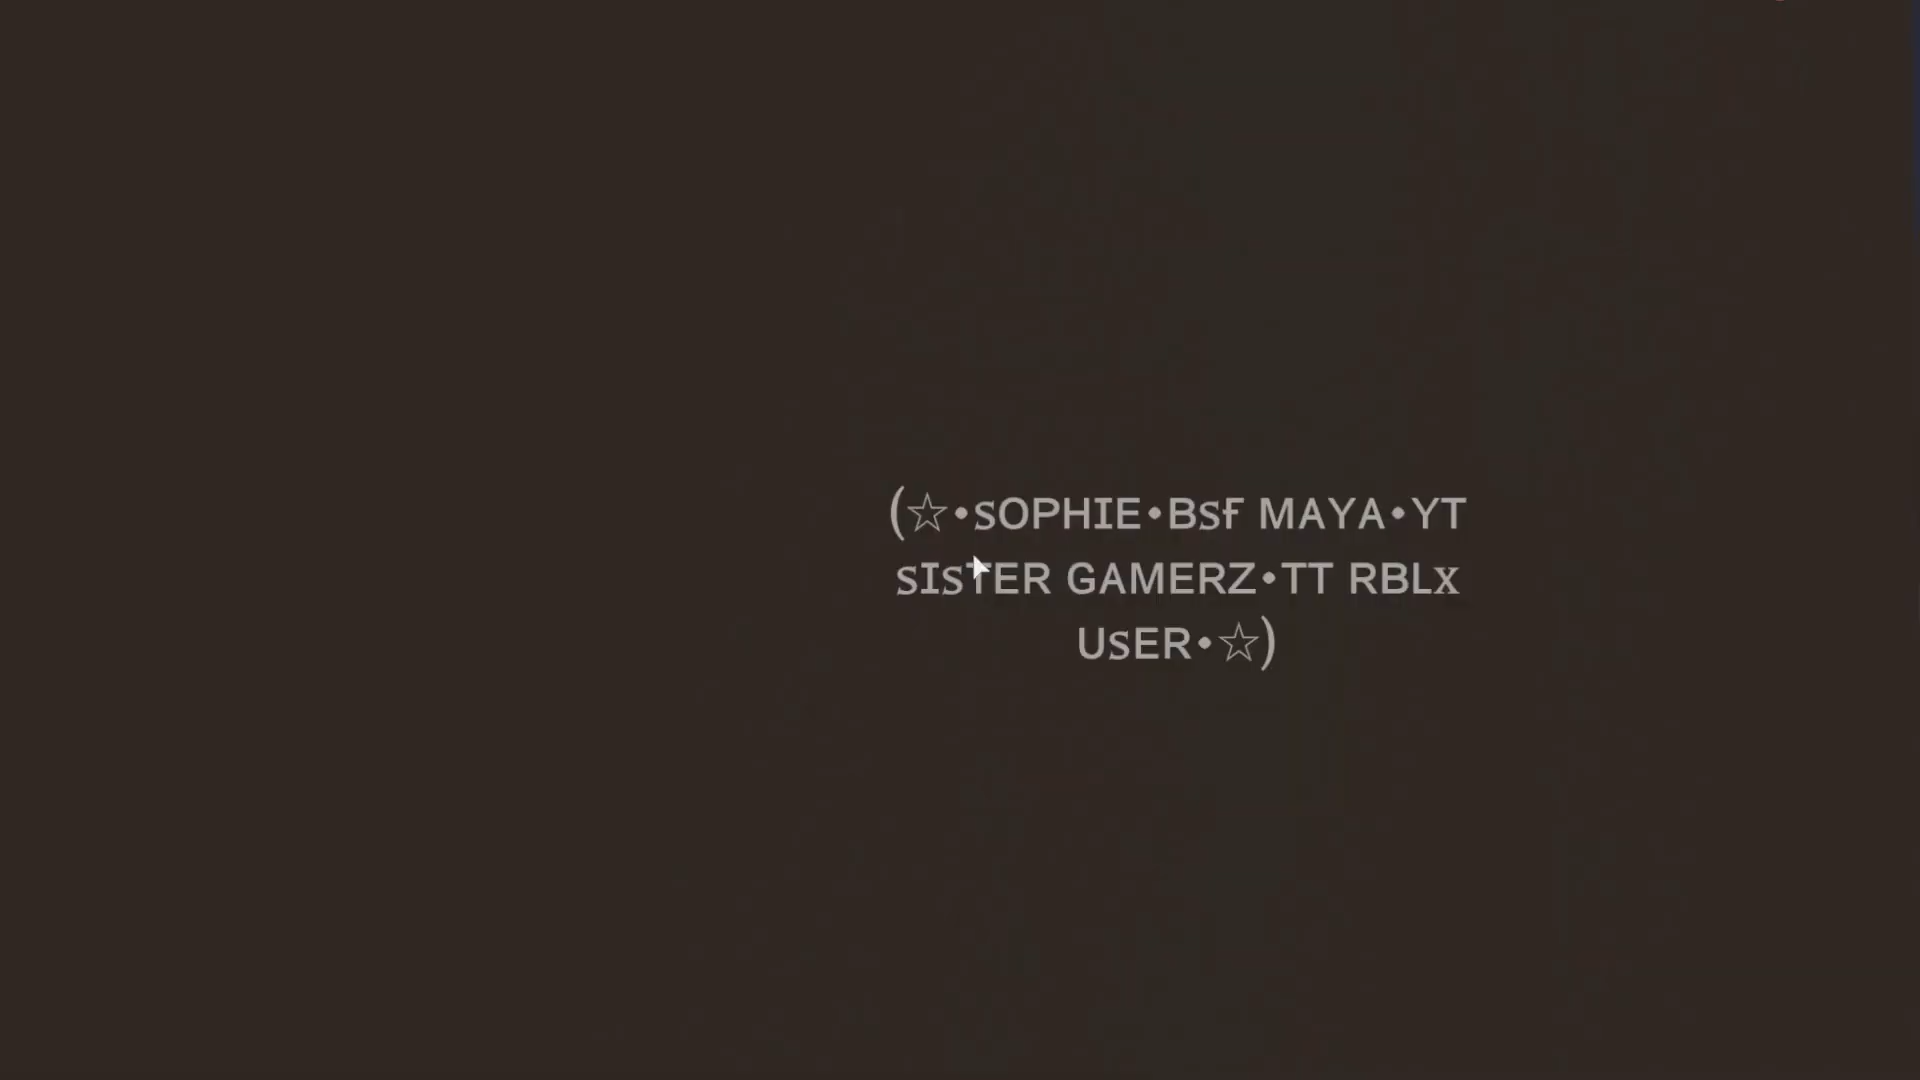 (☆•sOPHIE•BsF MAYA•YT
sISTER GAMERZ•TT RBLx
UsER•☆)